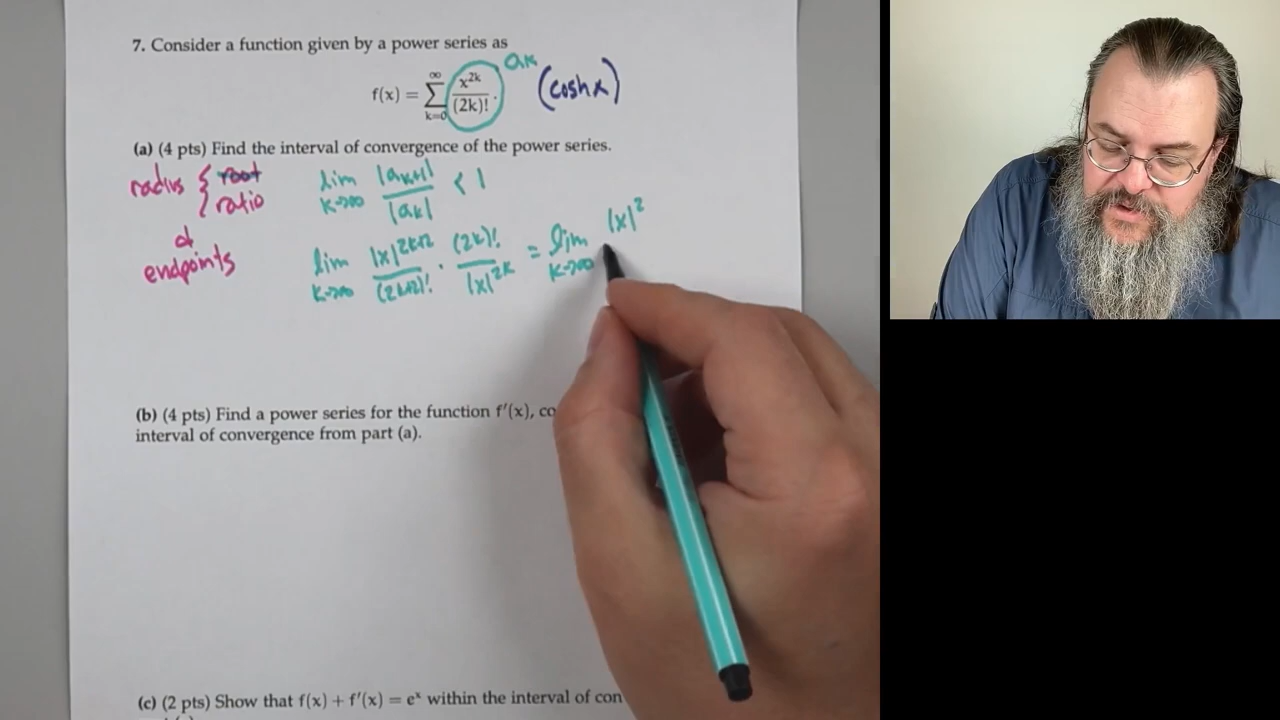 7. Consider a function given by a power series as
f(x) = ∞ ∑ k=0 x^{2k}/(2k)!. a_k (cosh x)
(a) (4 pts) Find the interval of convergence of the power series.
radius { root ratio
lim k→∞ |a_{k+1}|/|a_k| < 1
& endpoints
lim k→∞ |x|^{2k+2}/(2k+2)! · (2k)!/|x|^{2k} = lim k→∞ |x|^2
(b) (4 pts) Find a power series for the function f′(x), co
interval of convergence from part (a).
(c) (2 pts) Show that f(x) + f′(x) = e^x within the interval of con